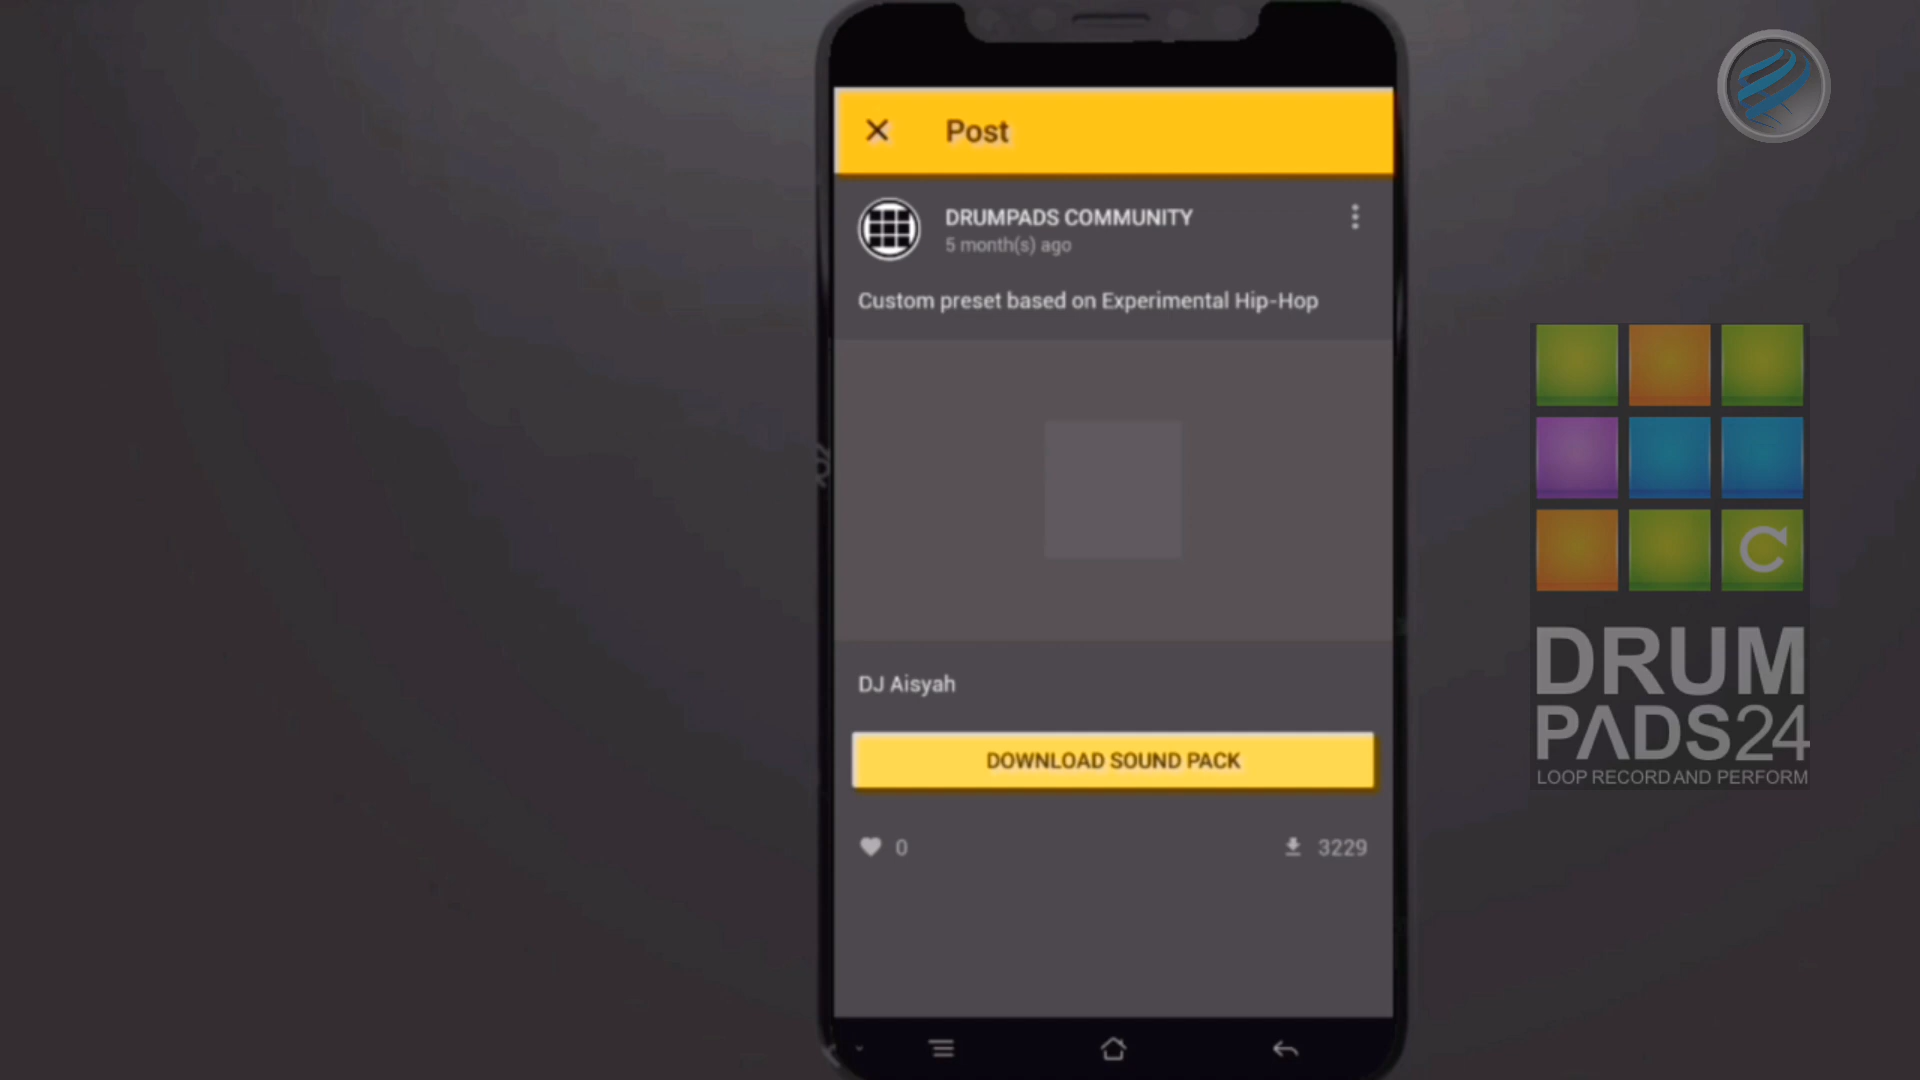 Post
DRUMPADS COMMUNITY
5 month(s) ago
Custom preset based on Experimental Hip-Hop
DJ Aisyah
DOWNLOAD SOUND PACK
0
3229
DRUM
PADS24
LOOP RECORD AND PERFORM